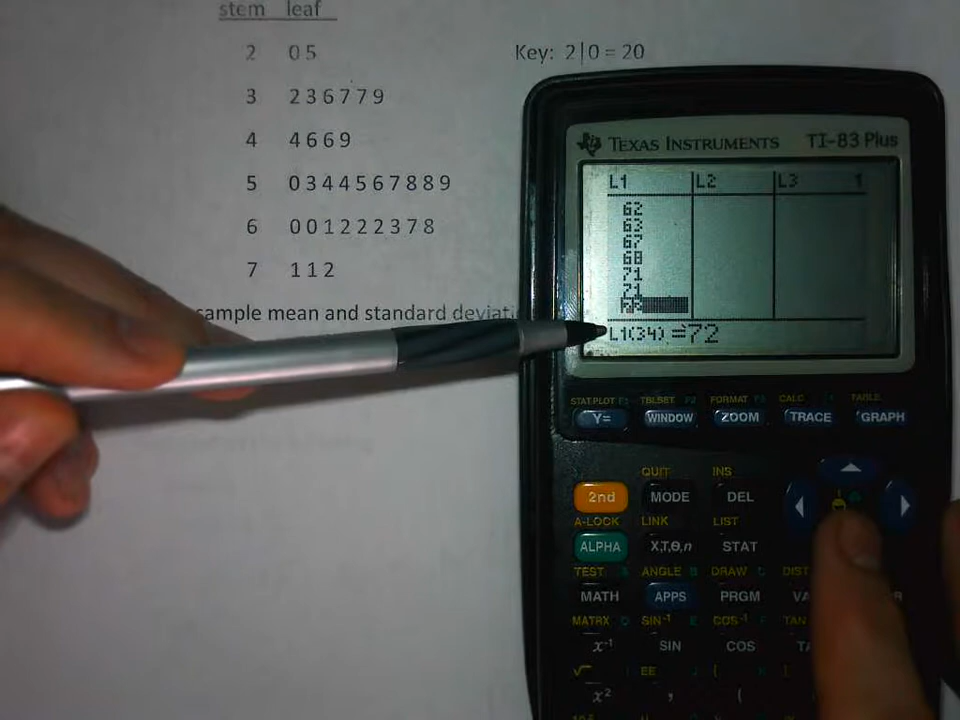 stem leaf
2 0 5
Key: 2|0 = 20
3 2 3 6 7 7 9
4 4 6 6 9
5 0 3 4 4 5 6 7 8 8 9
6 0 0 1 2 2 2 3 7 8
7 1 1 2
sample mean and standard
TEXAS INSTRUMENTS TI-83 Plus
L1 L2 L3 1
62
63
67
68
71
71
L1(34) =72
STAT PLOT F1 TBLSET F2 FORMAT F3 CALC F4 TABLE
Y= WINDOW ZOOM TRACE GRAPH
QUIT INS
2nd MODE DEL
A-LOCK LINK LIST
ALPHA X,T,Θ,n STAT
TEST A ANGLE B DRAW C
MATH APPS PRGM
MATRX D SIN⁻¹ E COS⁻¹ F
x⁻¹ SIN COS
√ EE
x² , (